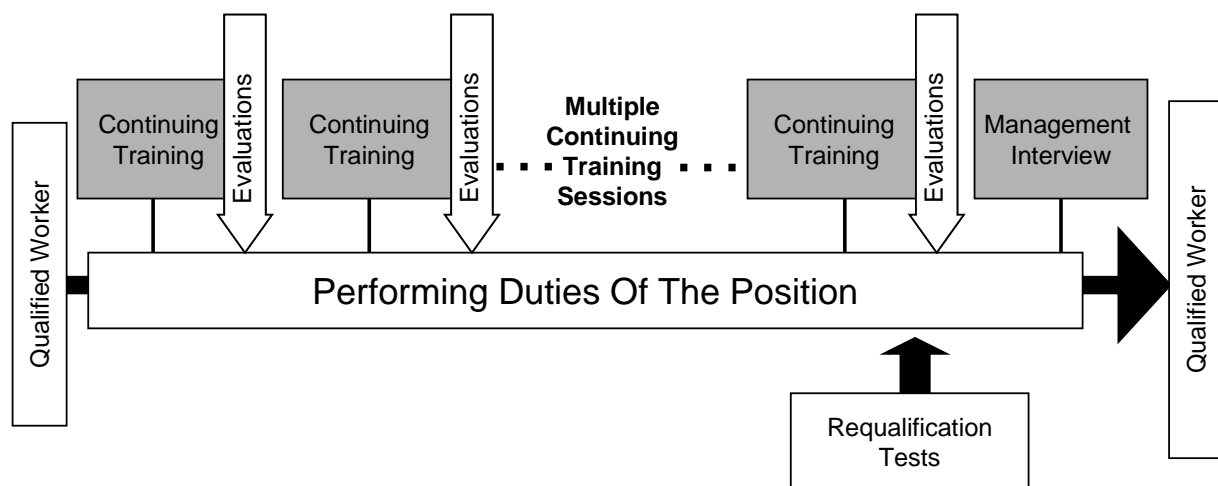 Qualified Worker
Continuing
Training
Evaluations
Continuing
Training
Evaluations
Multiple
Continuing
Training
Sessions
Continuing
Training
Evaluations
Management
Interview
Qualified Worker
Performing Duties Of The Position
Requalification
Tests